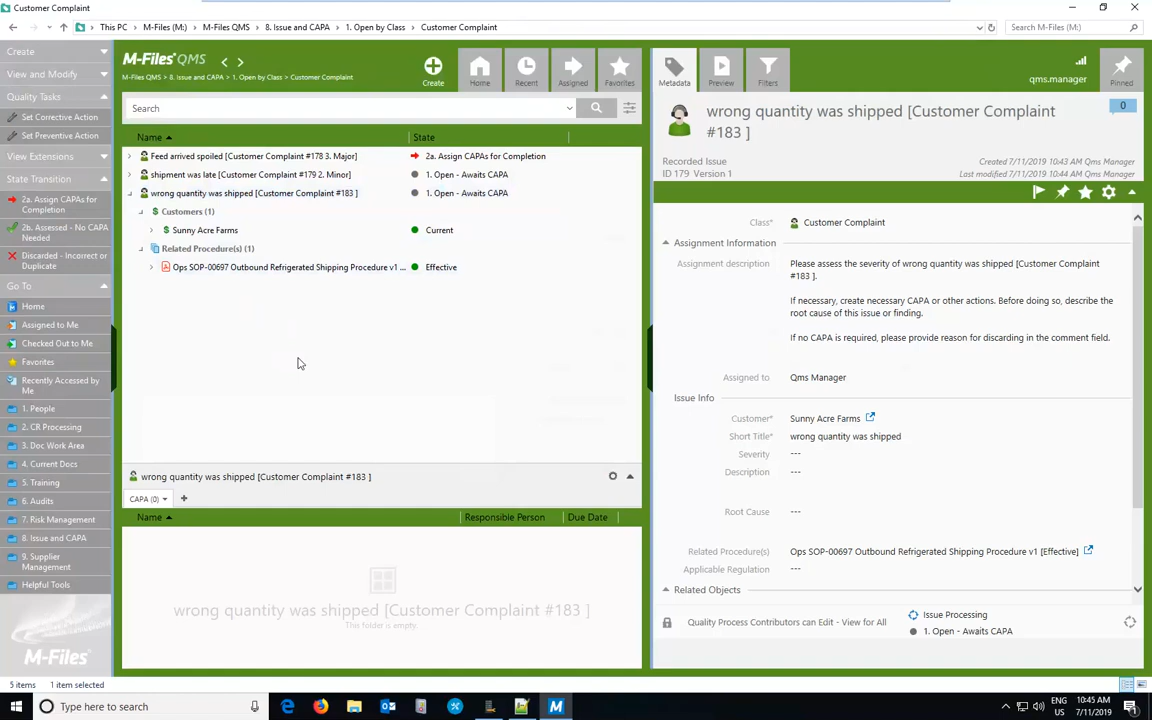 Customer Complaint
This PC > M-Files (M:) > M-Files QMS > 8. Issue and CAPA > 1. Open by Class > Customer Complaint
Search M-Files (M:)
Create
View and Modify
Quality Tasks
Set Corrective Action
Set Preventive Action
View Extensions
State Transition
2a. Assign CAPAs for
Completion
2b. Assessed - No CAPA
Needed
Discarded - Incorrect or
Duplicate
Go To
Home
Assigned to Me
Checked Out to Me
Favorites
Recently Accessed by
Me
1. People
2. CR Processing
3. Doc Work Area
4. Current Docs
5. Training
6. Audits
7. Risk Management
8. Issue and CAPA
9. Supplier
Management
Helpful Tools
M-Files
M-Files QMS
M-Files QMS > 8. Issue and CAPA > 1. Open by Class > Customer Complaint
Create
Home
Recent
Assigned
Favorites
Search
Name
State
Feed arrived spoiled [Customer Complaint #178 3. Major]
2a. Assign CAPAs for Completion
shipment was late [Customer Complaint #179 2. Minor]
1. Open - Awaits CAPA
wrong quantity was shipped [Customer Complaint #183 ]
1. Open - Awaits CAPA
Customers (1)
Sunny Acre Farms
Current
Related Procedure(s) (1)
Ops SOP-00697 Outbound Refrigerated Shipping Procedure v1 ...
Effective
wrong quantity was shipped [Customer Complaint #183 ]
CAPA (0)
Name
Responsible Person
Due Date
wrong quantity was shipped [Customer Complaint #183 ]
This folder is empty.
Metadata
Preview
Filters
qms.manager
Pinned
wrong quantity was shipped [Customer Complaint
#183 ]
0
Recorded Issue
ID 179 Version 1
Created 7/11/2019 10:43 AM Qms Manager
Last modified 7/11/2019 10:43 AM Qms Manager
Class*
Customer Complaint
Assignment Information
Assignment description
Please assess the severity of wrong quantity was shipped [Customer Complaint
#183 ].
If necessary, create necessary CAPA or other actions. Before doing so, describe the
root cause of this issue or finding.
If no CAPA is required, please provide reason for discarding in the comment field.
Assigned to
Qms Manager
Issue Info
Customer*
Sunny Acre Farms
Short Title*
wrong quantity was shipped
Severity
---
Description
---
Root Cause
---
Related Procedure(s)
Ops SOP-00697 Outbound Refrigerated Shipping Procedure v1 [Effective]
Applicable Regulation
---
Related Objects
Quality Process Contributors can Edit - View for All
Issue Processing
1. Open - Awaits CAPA
5 items
1 item selected
Type here to search
ENG
US
10:45 AM
7/11/2019